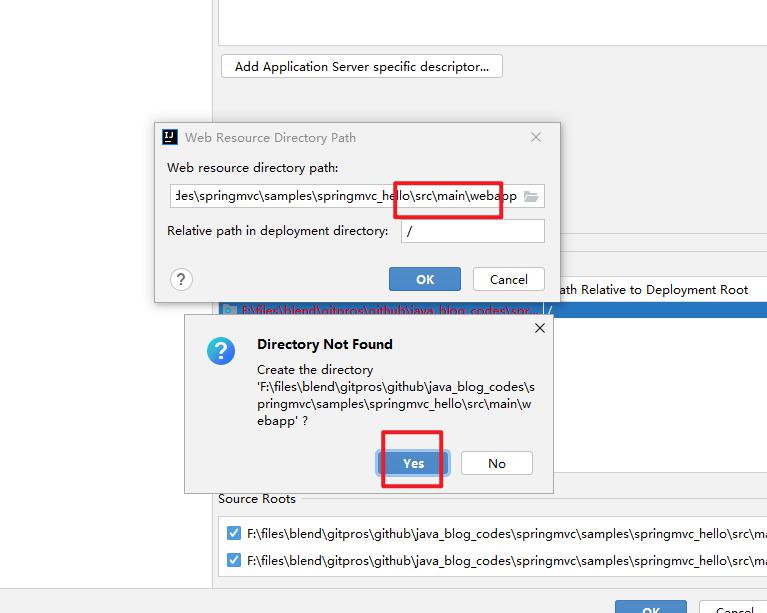 Add Application Server specific descriptor...
IJ Web Resource Directory Path
Web resource directory path:
des\springmvc\samples\springmvc_hello\src\main\webapp
Relative path in deployment directory: /
? OK Cancel
ath Relative to Deployment Root
F:\files\blend\gitpros\github\java_blog_codes\spr... /
Directory Not Found
Create the directory
'F:\files\blend\gitpros\github\java_blog_codes\s
pringmvc\samples\springmvc_hello\src\main\w
ebapp' ?
Yes No
Source Roots
F:\files\blend\gitpros\github\java_blog_codes\springmvc\samples\springmvc_hello\src\ma
F:\files\blend\gitpros\github\java_blog_codes\springmvc\samples\springmvc_hello\src\ma
OK Cancel